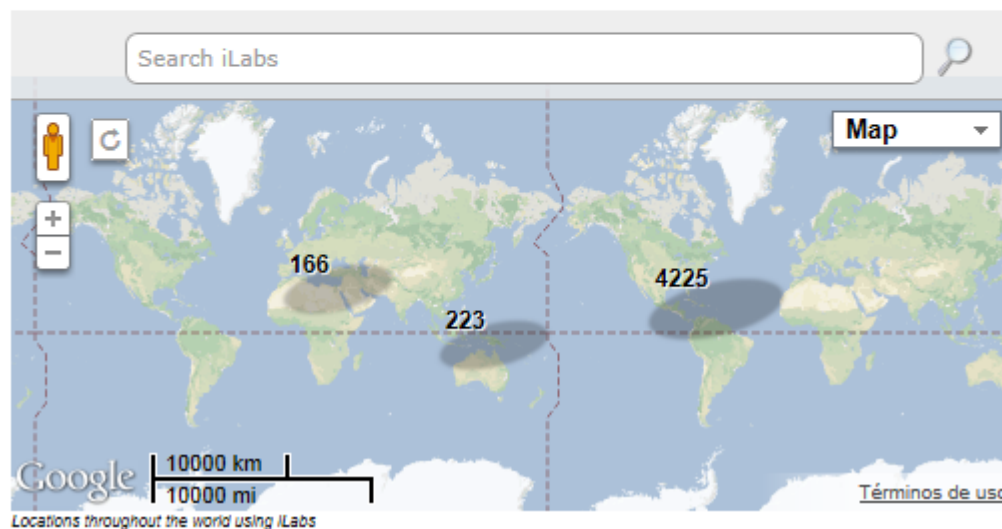 Search iLabs
Map
+
−
166
4225
223
Google
10000 km
10000 mi
Términos de uso
Locations throughout the world using iLabs